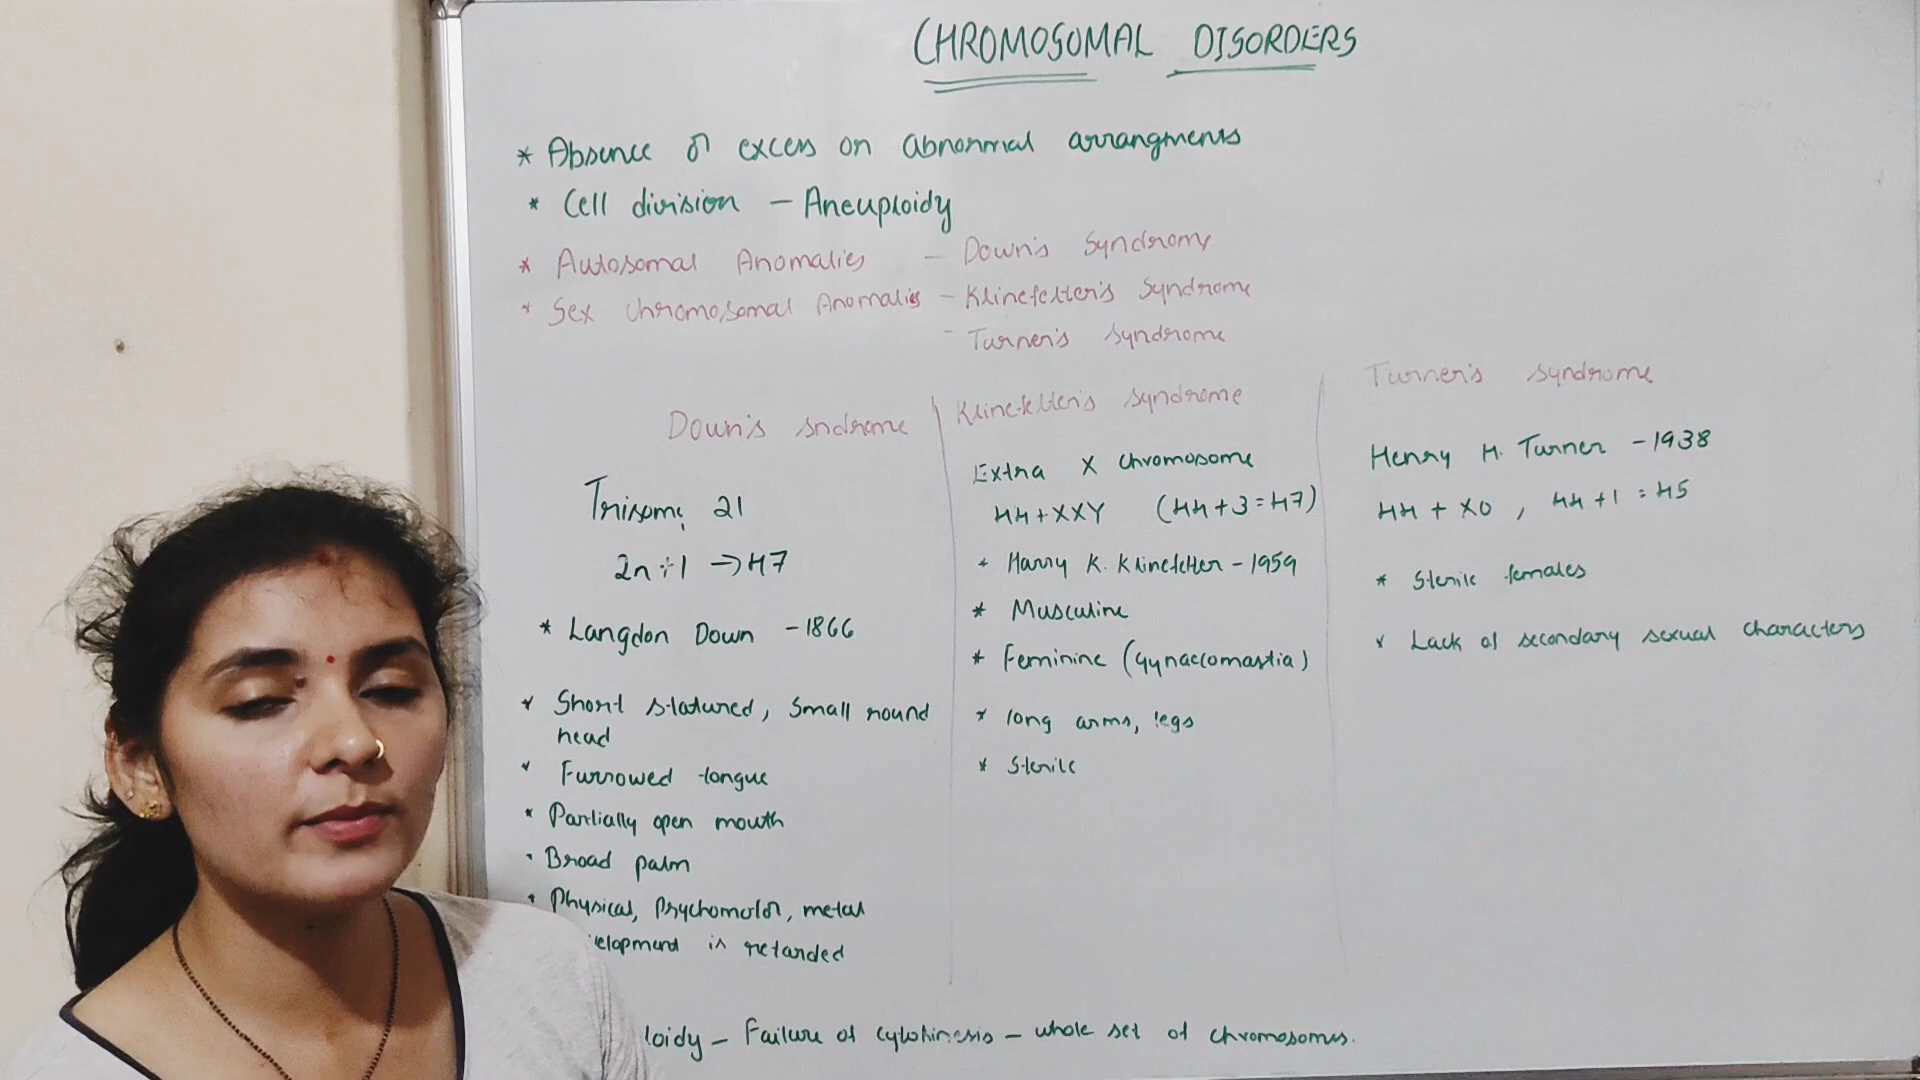 CHROMOSOMAL DISORDERS
* Absence or excess on abnormal arrangments
* Cell division - Aneuploidy
* Autosomal Anomalies - Down's Syndrome
* Sex chromosomal Anomalies - Klinefelter's Syndrome
- Turner's syndrome
Down's sndrome
Trisomy 21
2n+1 → 47
* Langdon Down - 1866
* Short statured, Small round
head
* Furrowed tongue
* Partially open mouth
* Broad palm
* Physical, Psychomotor, metal
velopment is retarded
Klinefelter's syndrome
Extra X chromosome
44+XXY (44+3=47)
* Harry K. Klinefelter - 1959
* Musculine
* Feminine (Gynaecomastia)
* long arms, legs
* Sterile
Turner's syndrome
Henry H. Turner - 1938
44 + XO , 44 + 1 = 45
* Sterile females
* Lack of secondary sexual characters
loidy - Failure of cytokinesis - whole set of chromosomes.